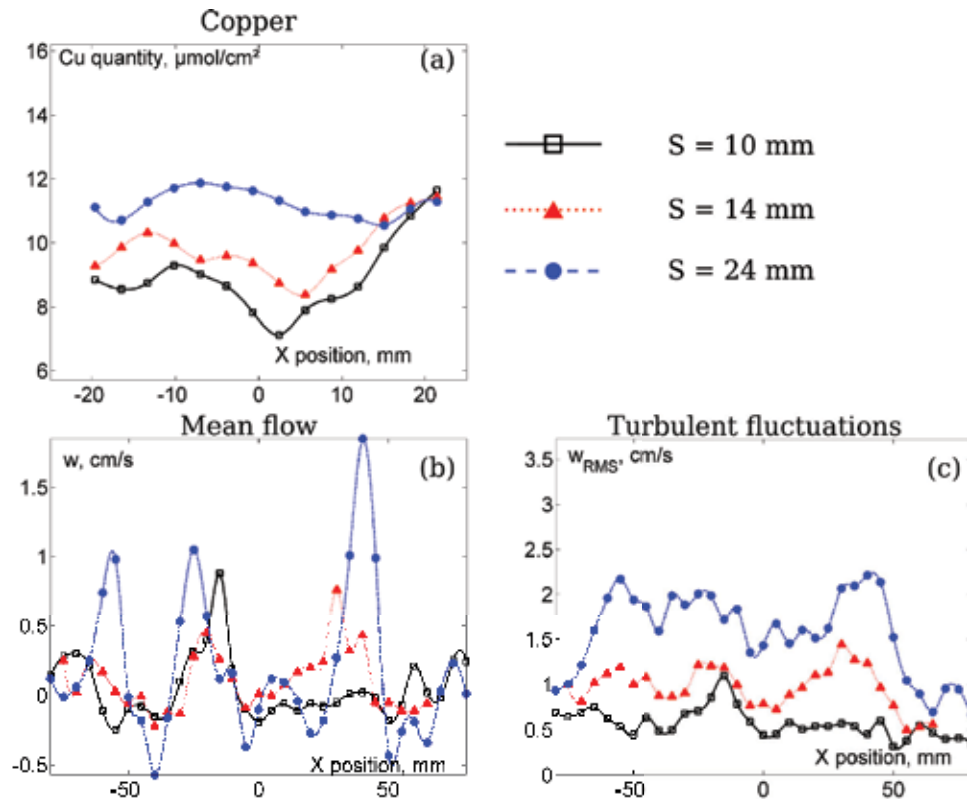 Copper
16
Cu quantity, µmol/cm²
(a)
14
12
10
8
6
X position, mm
-20
-10
0
10
20
S = 10 mm
S = 14 mm
S = 24 mm
Mean flow
w, cm/s
(b)
1.5
1
0.5
0
-0.5
X position, mm
-50
0
50
Turbulent fluctuations
wRMS, cm/s
(c)
3.5
3
2.5
2
1.5
1
0.5
0
X position, mm
-50
0
50